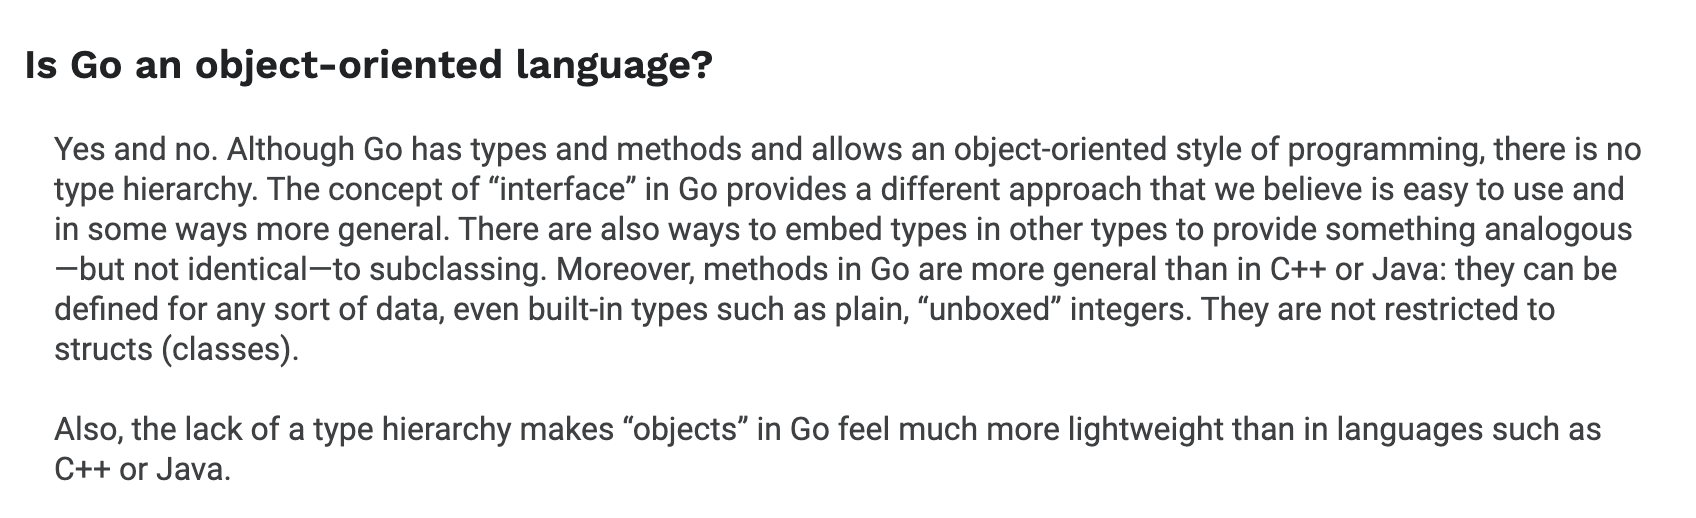 Is Go an object-oriented language?
Yes and no. Although Go has types and methods and allows an object-oriented style of programming, there is no
type hierarchy. The concept of “interface” in Go provides a different approach that we believe is easy to use and
in some ways more general. There are also ways to embed types in other types to provide something analogous
—but not identical—to subclassing. Moreover, methods in Go are more general than in C++ or Java: they can be
defined for any sort of data, even built-in types such as plain, “unboxed” integers. They are not restricted to
structs (classes).
Also, the lack of a type hierarchy makes “objects” in Go feel much more lightweight than in languages such as
C++ or Java.